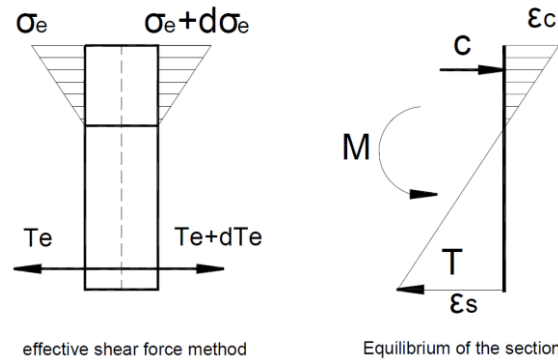 σe
σe+dσe
Te
Te+dTe
effective shear force method
εc
c
M
T
εs
Equilibrium of the section